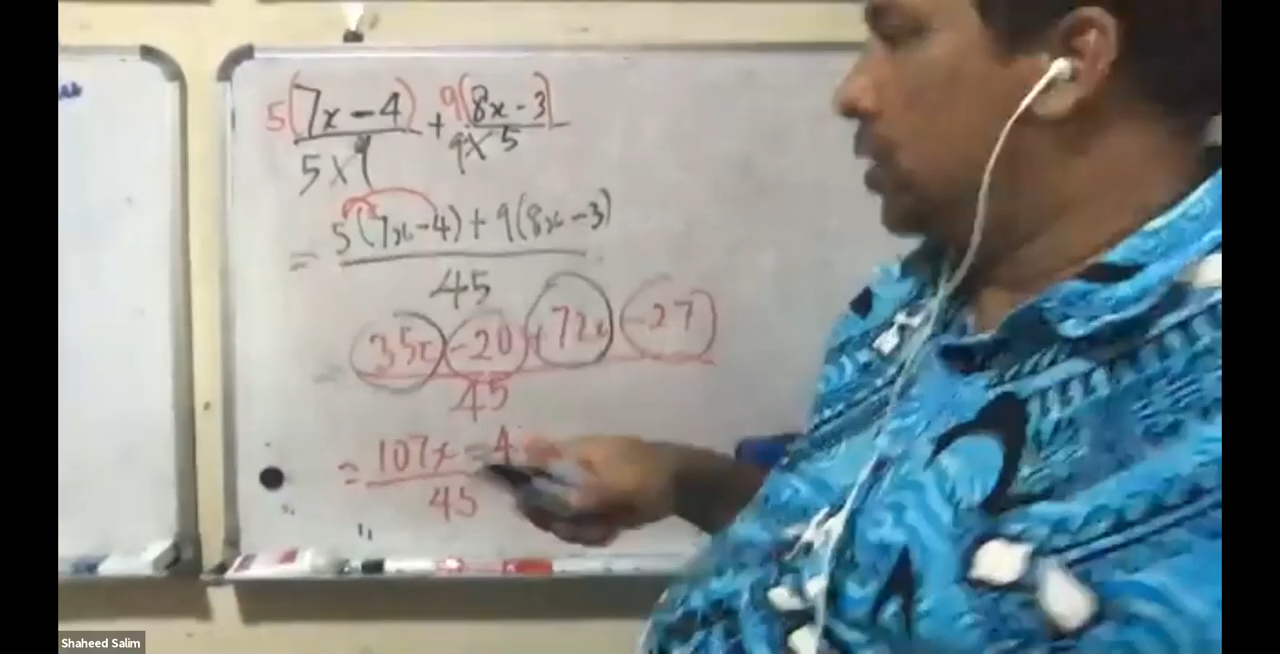 5(7x-4) + 9(8x-3)
5x9 9x5
= 5(7x-4) + 9(8x-3)
45
35x -20 +72x -27
45
= 107x - 4
45
Shaheed Salim